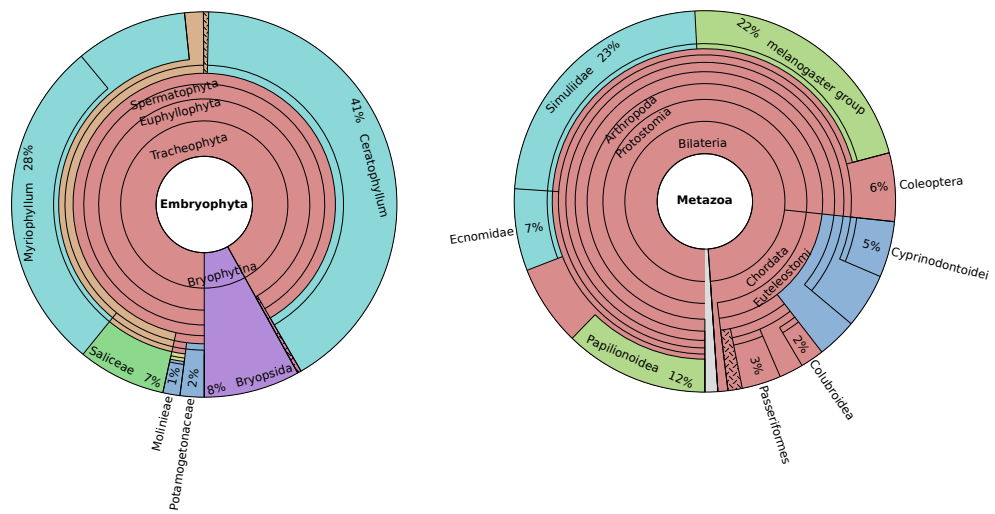 Embryophyta
Tracheophyta
Euphyllophyta
Spermatophyta
Bryophytina
41% Ceratophyllum
Myriophyllum 28%
Saliceae 7%
Molinieae 1%
Potamogetonaceae 2%
8% Bryopsida
Metazoa
Bilateria
Protostomia
Arthropoda
Chordata
Euteleostomi
Simuliidae 23%
22% melanogaster group
6% Coleoptera
5% Cyprinodontoidei
2% Colubroidea
3% Passeriformes
Papilionoidea 12%
Ecnomidae 7%